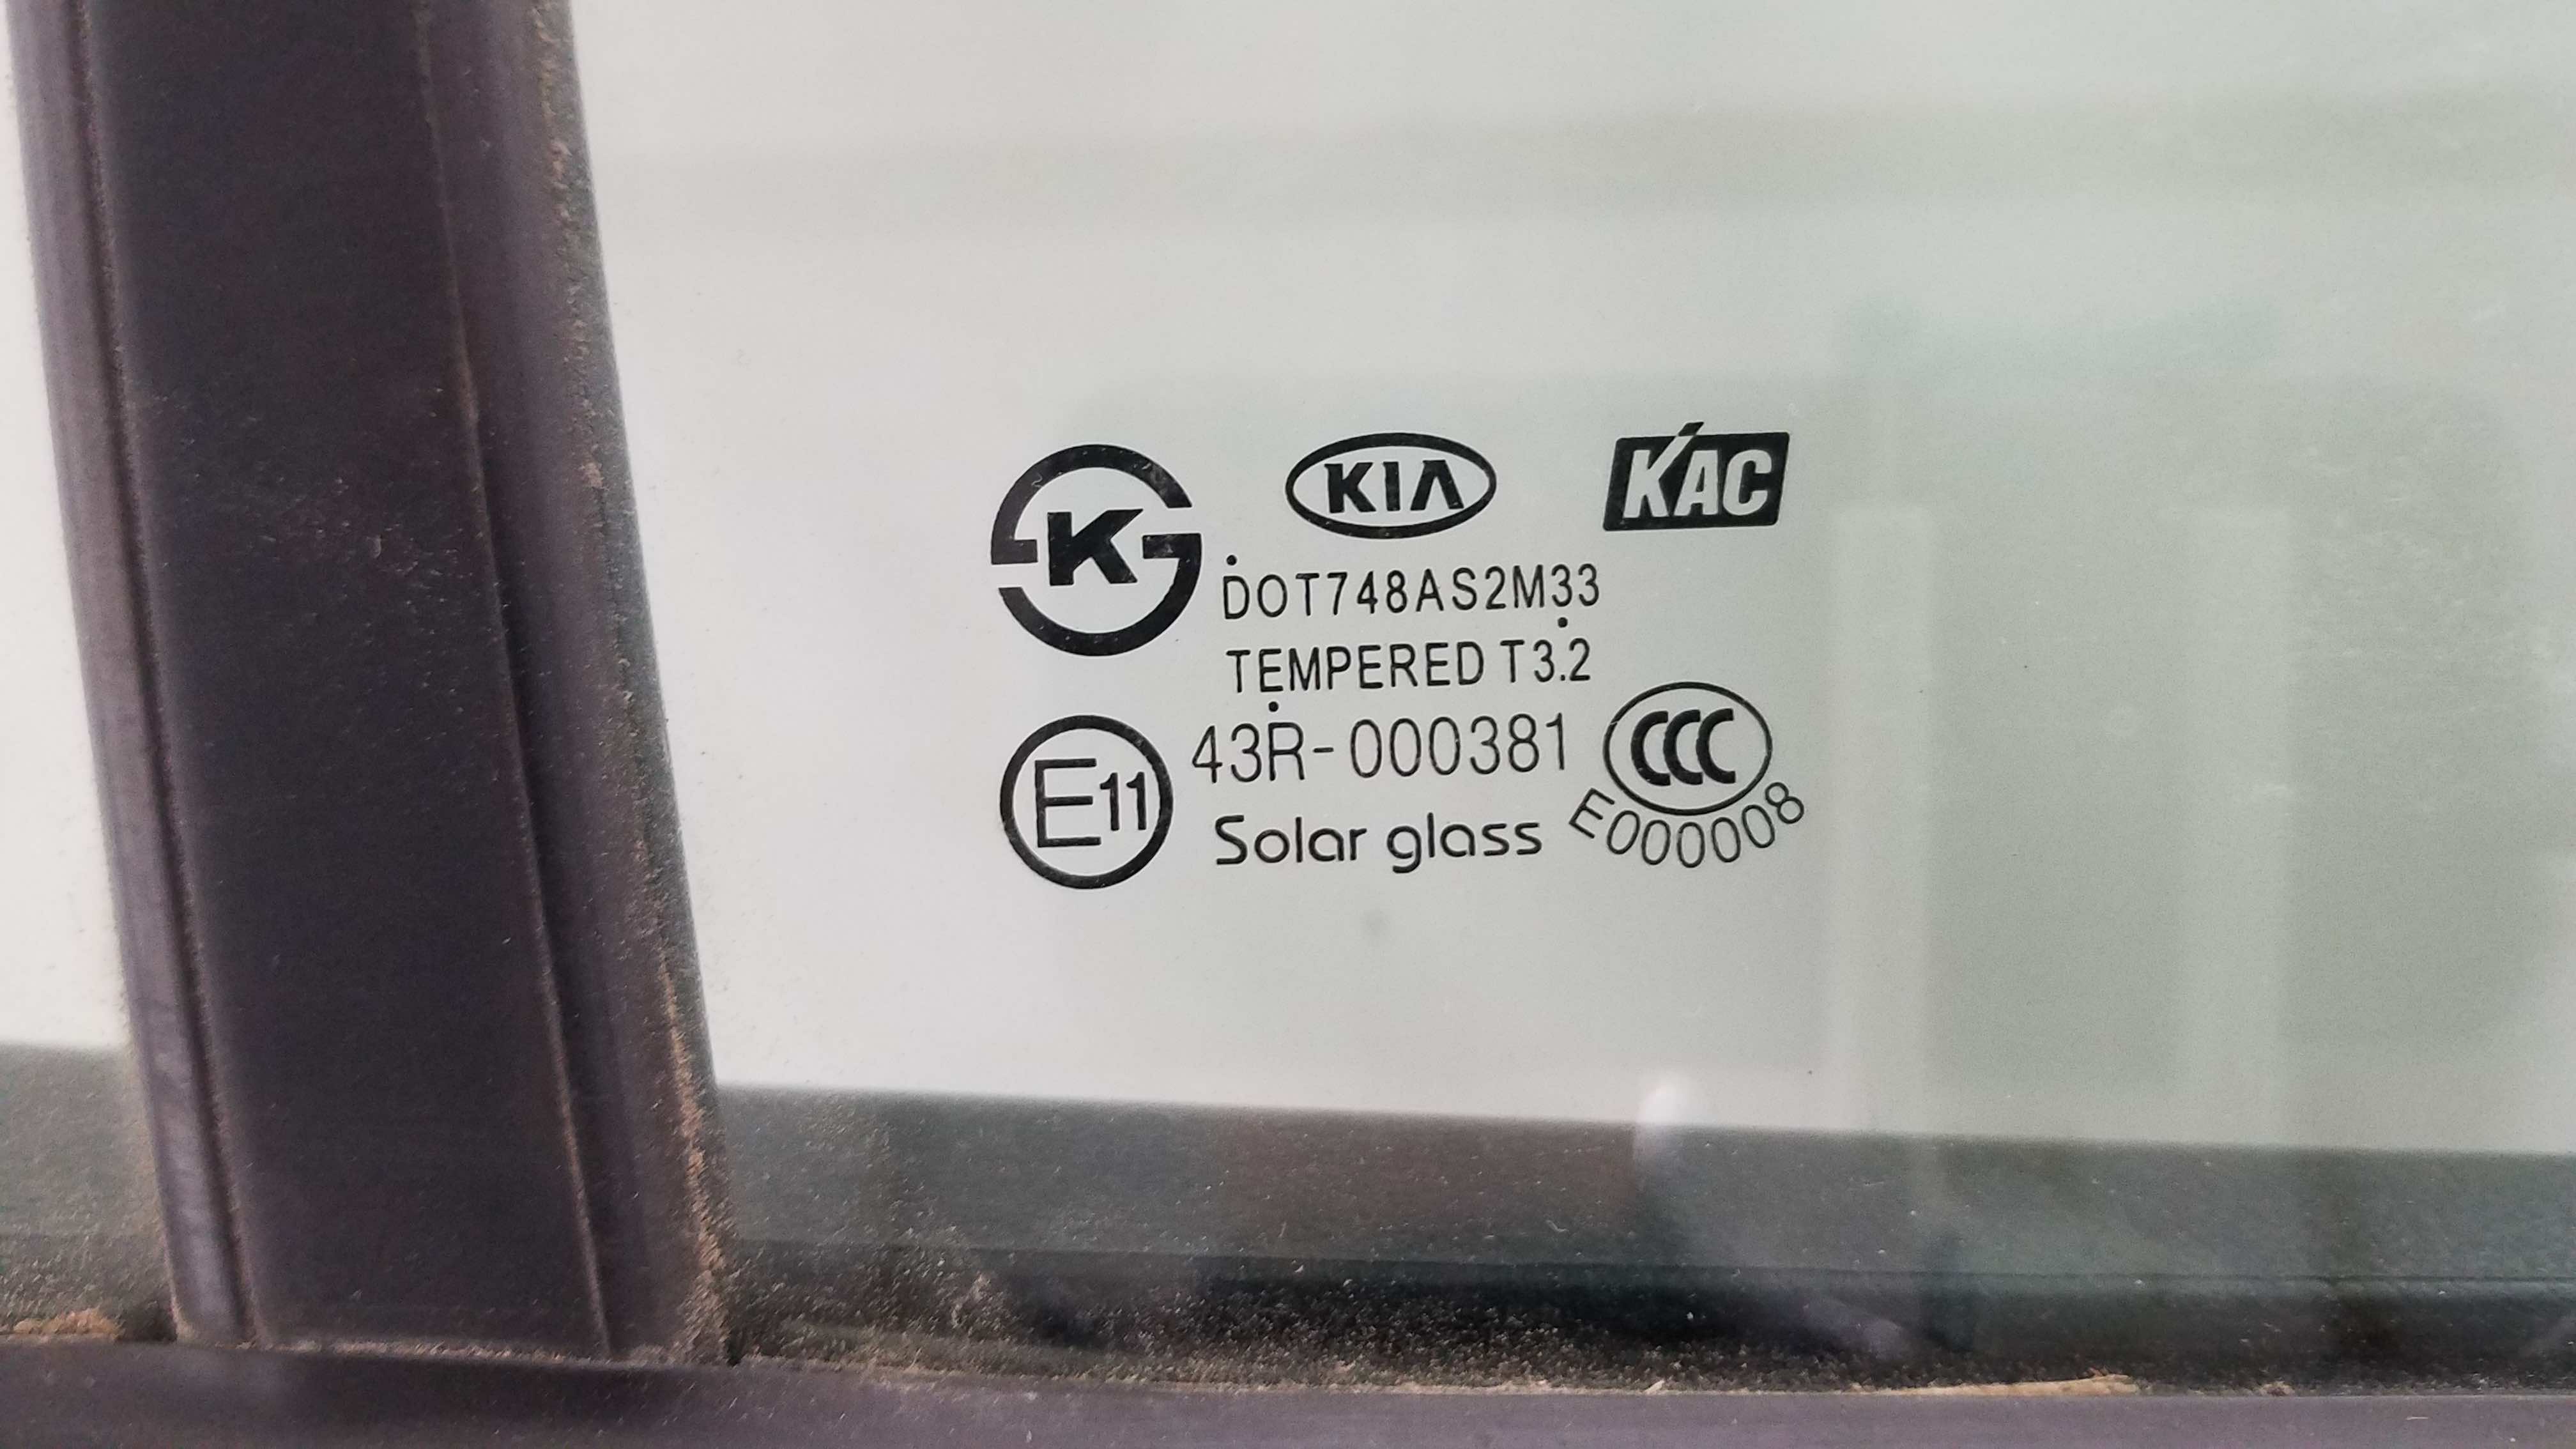 K
KIA
KAC
DOT748AS2M33
TEMPERED T3.2
E11
43R-000381
CCC
E000008
Solar glass